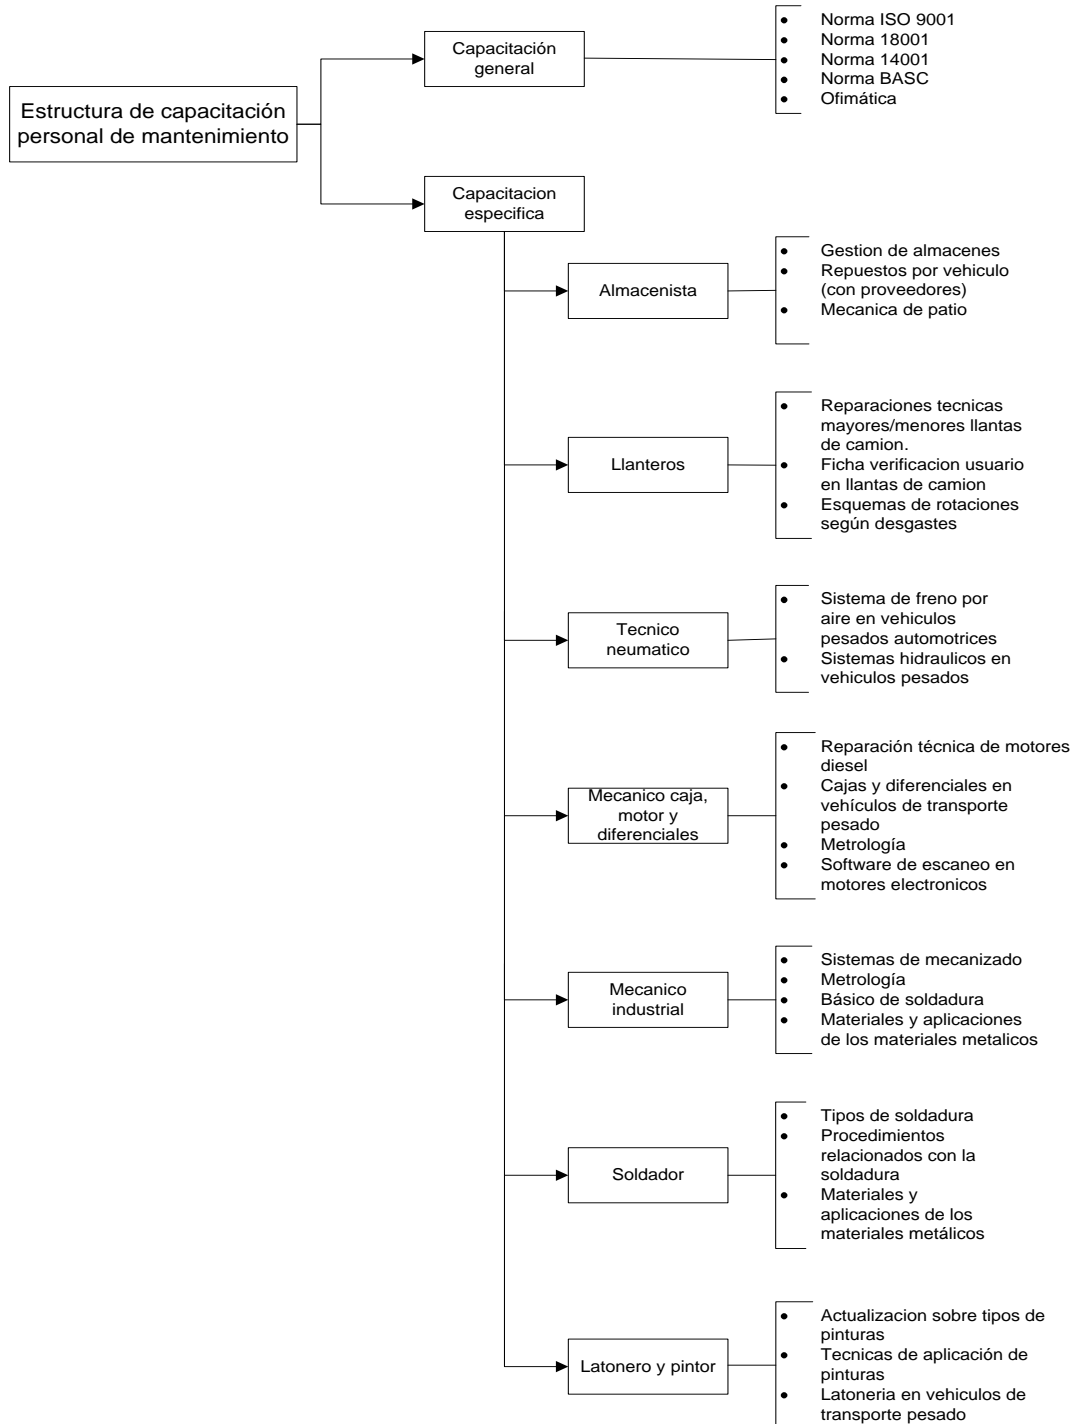 Estructura de capacitación
personal de mantenimiento
Capacitación
general
• Norma ISO 9001
• Norma 18001
• Norma 14001
• Norma BASC
• Ofimática
Capacitacion
especifica
Almacenista
• Gestion de almacenes
• Repuestos por vehiculo
(con proveedores)
• Mecanica de patio
Llanteros
• Reparaciones tecnicas
mayores/menores llantas
de camion.
• Ficha verificacion usuario
en llantas de camion
• Esquemas de rotaciones
según desgastes
Tecnico
neumatico
• Sistema de freno por
aire en vehiculos
pesados automotrices
• Sistemas hidraulicos en
vehiculos pesados
Mecanico caja,
motor y
diferenciales
• Reparación técnica de motores
diesel
• Cajas y diferenciales en
vehículos de transporte
pesado
• Metrología
• Software de escaneo en
motores electronicos
Mecanico
industrial
• Sistemas de mecanizado
• Metrología
• Básico de soldadura
• Materiales y aplicaciones
de los materiales metalicos
Soldador
• Tipos de soldadura
• Procedimientos
relacionados con la
soldadura
• Materiales y
aplicaciones de los
materiales metálicos
Latonero y pintor
• Actualizacion sobre tipos de
pinturas
• Tecnicas de aplicación de
pinturas
• Latoneria en vehiculos de
transporte pesado